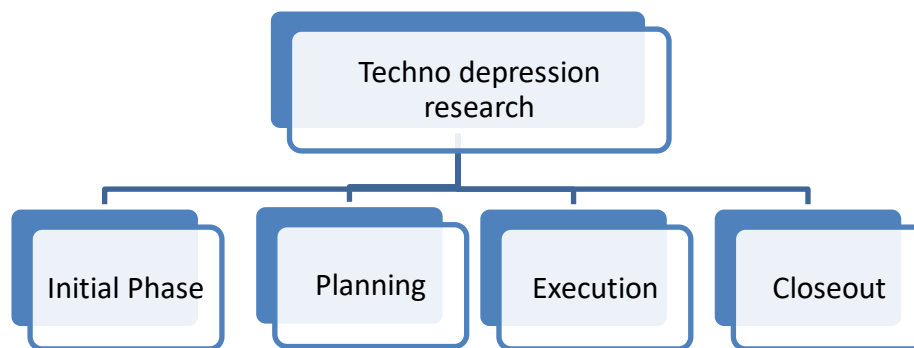 Techno depression
research
Initial Phase
Planning
Execution
Closeout